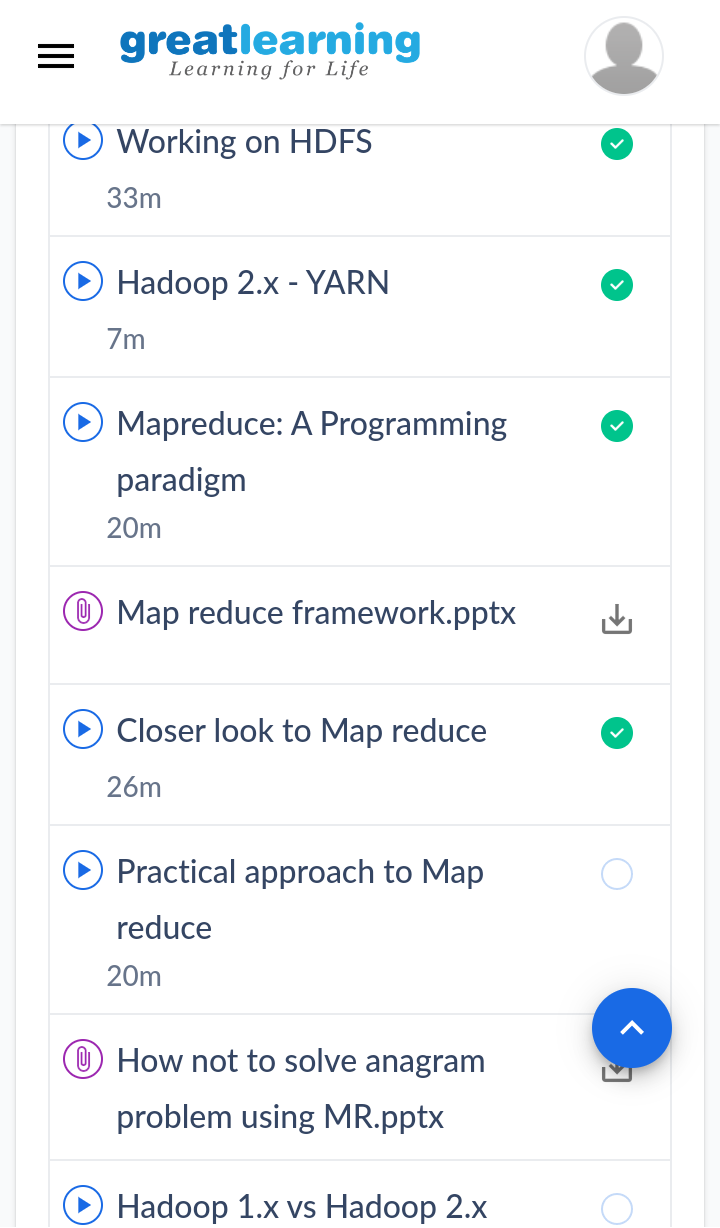 greatlearning
Learning for Life
Working on HDFS
33m
Hadoop 2.x - YARN
7m
Mapreduce: A Programming
paradigm
20m
Map reduce framework.pptx
Closer look to Map reduce
26m
Practical approach to Map
reduce
20m
How not to solve anagram
problem using MR.pptx
Hadoop 1.x vs Hadoop 2.x